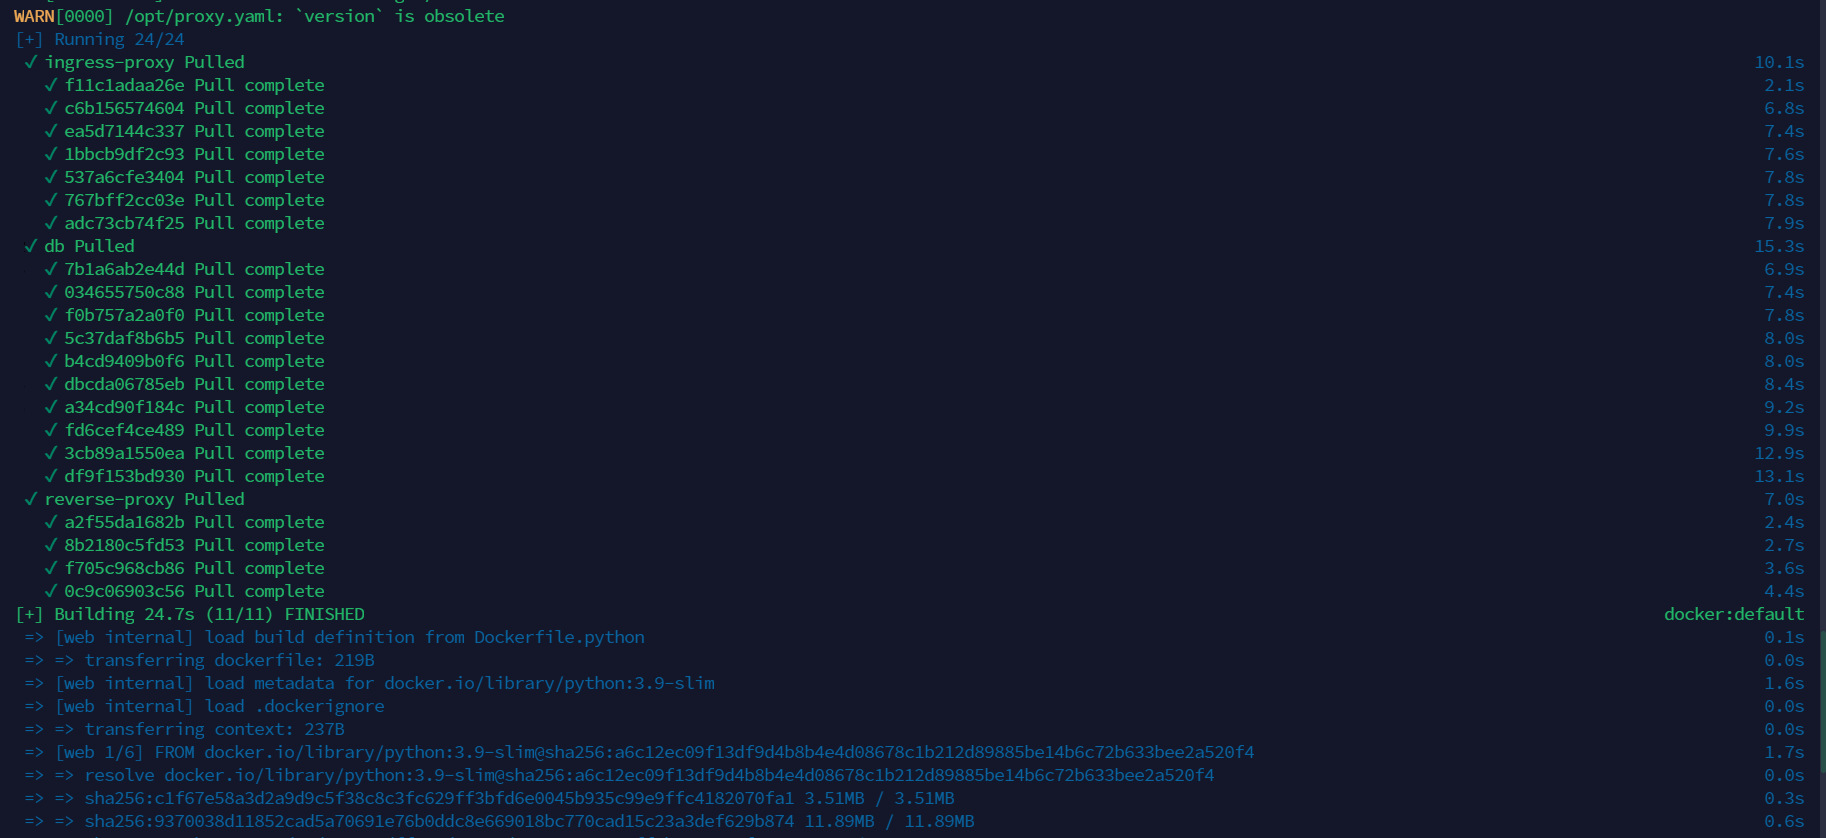 WARN[0000] /opt/proxy.yaml: `version` is obsolete
[+] Running 24/24
✓ ingress-proxy Pulled 10.1s
✓ f11c1adaa26e Pull complete 2.1s
✓ c6b156574604 Pull complete 6.8s
✓ ea5d7144c337 Pull complete 7.4s
✓ 1bbcb9df2c93 Pull complete 7.6s
✓ 537a6cfe3404 Pull complete 7.8s
✓ 767bff2cc03e Pull complete 7.8s
✓ adc73cb74f25 Pull complete 7.9s
✓ db Pulled 15.3s
✓ 7b1a6ab2e44d Pull complete 6.9s
✓ 034655750c88 Pull complete 7.4s
✓ f0b757a2a0f0 Pull complete 7.8s
✓ 5c37daf8b6b5 Pull complete 8.0s
✓ b4cd9409b0f6 Pull complete 8.0s
✓ dbcda06785eb Pull complete 8.4s
✓ a34cd90f184c Pull complete 9.2s
✓ fd6cef4ce489 Pull complete 9.9s
✓ 3cb89a1550ea Pull complete 12.9s
✓ df9f153bd930 Pull complete 13.1s
✓ reverse-proxy Pulled 7.0s
✓ a2f55da1682b Pull complete 2.4s
✓ 8b2180c5fd53 Pull complete 2.7s
✓ f705c968cb86 Pull complete 3.6s
✓ 0c9c06903c56 Pull complete 4.4s
[+] Building 24.7s (11/11) FINISHED docker:default
=> [web internal] load build definition from Dockerfile.python 0.1s
=> => transferring dockerfile: 219B 0.0s
=> [web internal] load metadata for docker.io/library/python:3.9-slim 1.6s
=> [web internal] load .dockerignore 0.0s
=> => transferring context: 237B 0.0s
=> [web 1/6] FROM docker.io/library/python:3.9-slim@sha256:a6c12ec09f13df9d4b8b4e4d08678c1b212d89885be14b6c72b633bee2a520f4 1.7s
=> => resolve docker.io/library/python:3.9-slim@sha256:a6c12ec09f13df9d4b8b4e4d08678c1b212d89885be14b6c72b633bee2a520f4 0.0s
=> => sha256:c1f67e58a3d2a9d9c5f38c8c3fc629ff3bfd6e0045b935c99e9ffc4182070fa1 3.51MB / 3.51MB 0.3s
=> => sha256:9370038d11852cad5a70691e76b0ddc8e669018bc770cad15c23a3def629b874 11.89MB / 11.89MB 0.6s